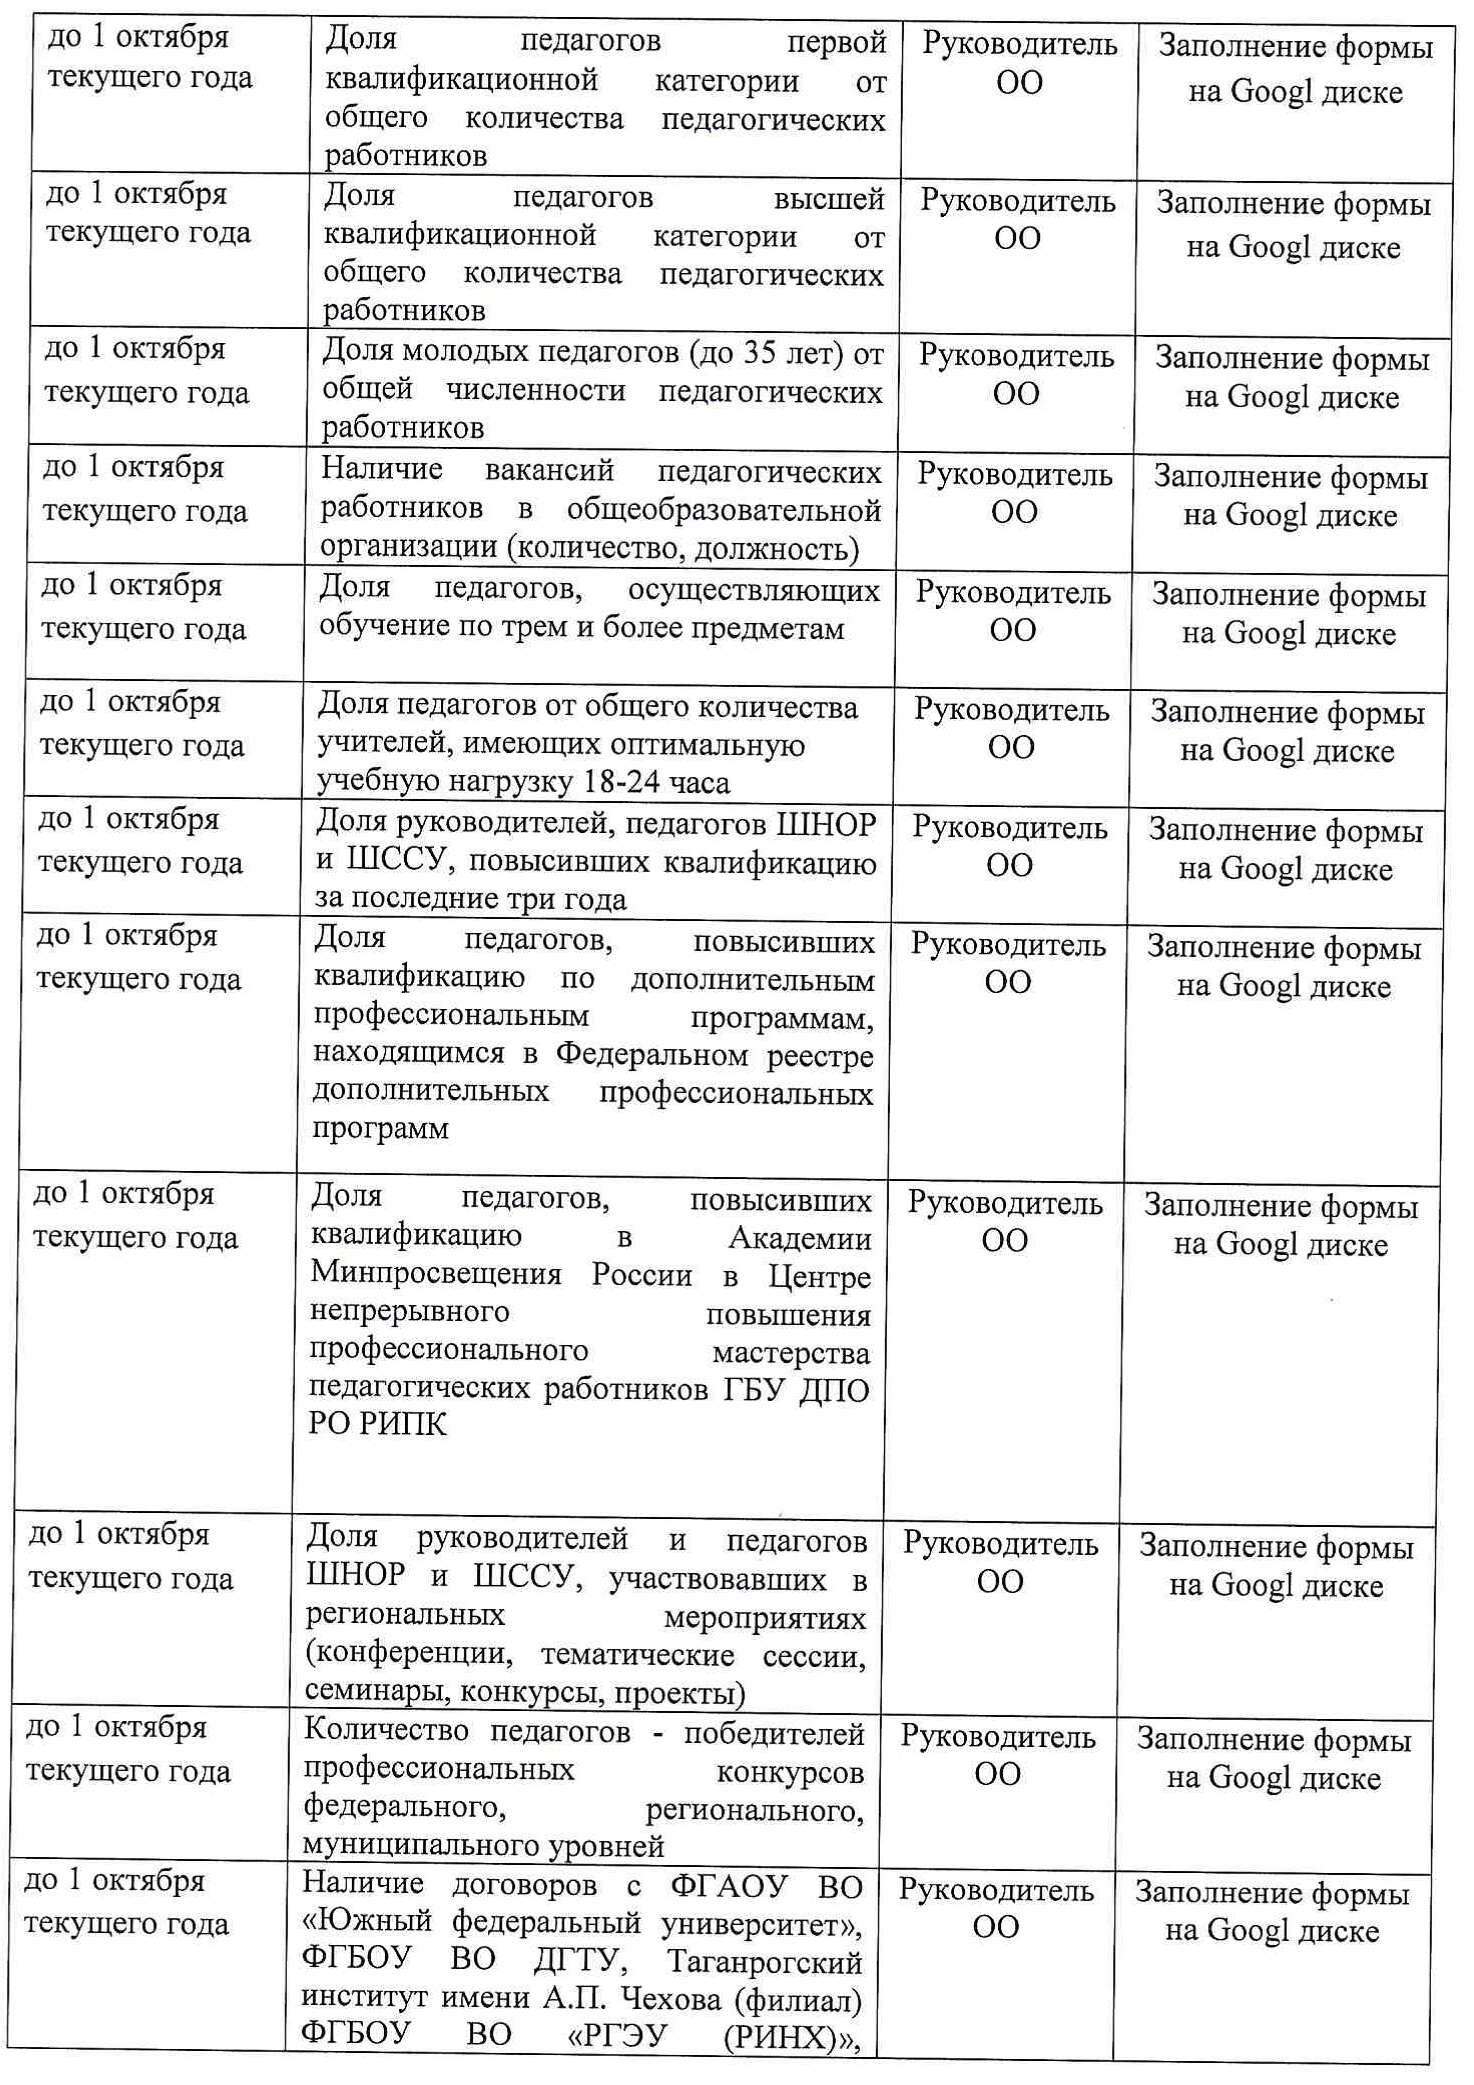 до 1 октября
текущего года
Доля педагогов первой
квалификационной категории от
общего количества педагогических
работников
Руководитель
ОО
Заполнение формы
на Googl диске
до 1 октября
текущего года
Доля педагогов высшей
квалификационной категории от
общего количества педагогических
работников
Руководитель
ОО
Заполнение формы
на Googl диске
до 1 октября
текущего года
Доля молодых педагогов (до 35 лет) от
общей численности педагогических
работников
Руководитель
ОО
Заполнение формы
на Googl диске
до 1 октября
текущего года
Наличие вакансий педагогических
работников в общеобразовательной
организации (количество, должность)
Руководитель
ОО
Заполнение формы
на Googl диске
до 1 октября
текущего года
Доля педагогов, осуществляющих
обучение по трем и более предметам
Руководитель
ОО
Заполнение формы
на Googl диске
до 1 октября
текущего года
Доля педагогов от общего количества
учителей, имеющих оптимальную
учебную нагрузку 18-24 часа
Руководитель
ОО
Заполнение формы
на Googl диске
до 1 октября
текущего года
Доля руководителей, педагогов ШНОР
и ШССУ, повысивших квалификацию
за последние три года
Руководитель
ОО
Заполнение формы
на Googl диске
до 1 октября
текущего года
Доля педагогов, повысивших
квалификацию по дополнительным
профессиональным программам,
находящимся в Федеральном реестре
дополнительных профессиональных
программ
Руководитель
ОО
Заполнение формы
на Googl диске
до 1 октября
текущего года
Доля педагогов, повысивших
квалификацию в Академии
Минпросвещения России в Центре
непрерывного повышения
профессионального мастерства
педагогических работников ГБУ ДПО
РО РИПК
Руководитель
ОО
Заполнение формы
на Googl диске
до 1 октября
текущего года
Доля руководителей и педагогов
ШНОР и ШССУ, участвовавших в
региональных мероприятиях
(конференции, тематические сессии,
семинары, конкурсы, проекты)
Руководитель
ОО
Заполнение формы
на Googl диске
до 1 октября
текущего года
Количество педагогов - победителей
профессиональных конкурсов
федерального, регионального,
муниципального уровней
Руководитель
ОО
Заполнение формы
на Googl диске
до 1 октября
текущего года
Наличие договоров с ФГАОУ ВО
«Южный федеральный университет»,
ФГБОУ ВО ДГТУ, Таганрогский
институт имени А.П. Чехова (филиал)
ФГБОУ ВО «РГЭУ (РИНХ)»,
Руководитель
ОО
Заполнение формы
на Googl диске